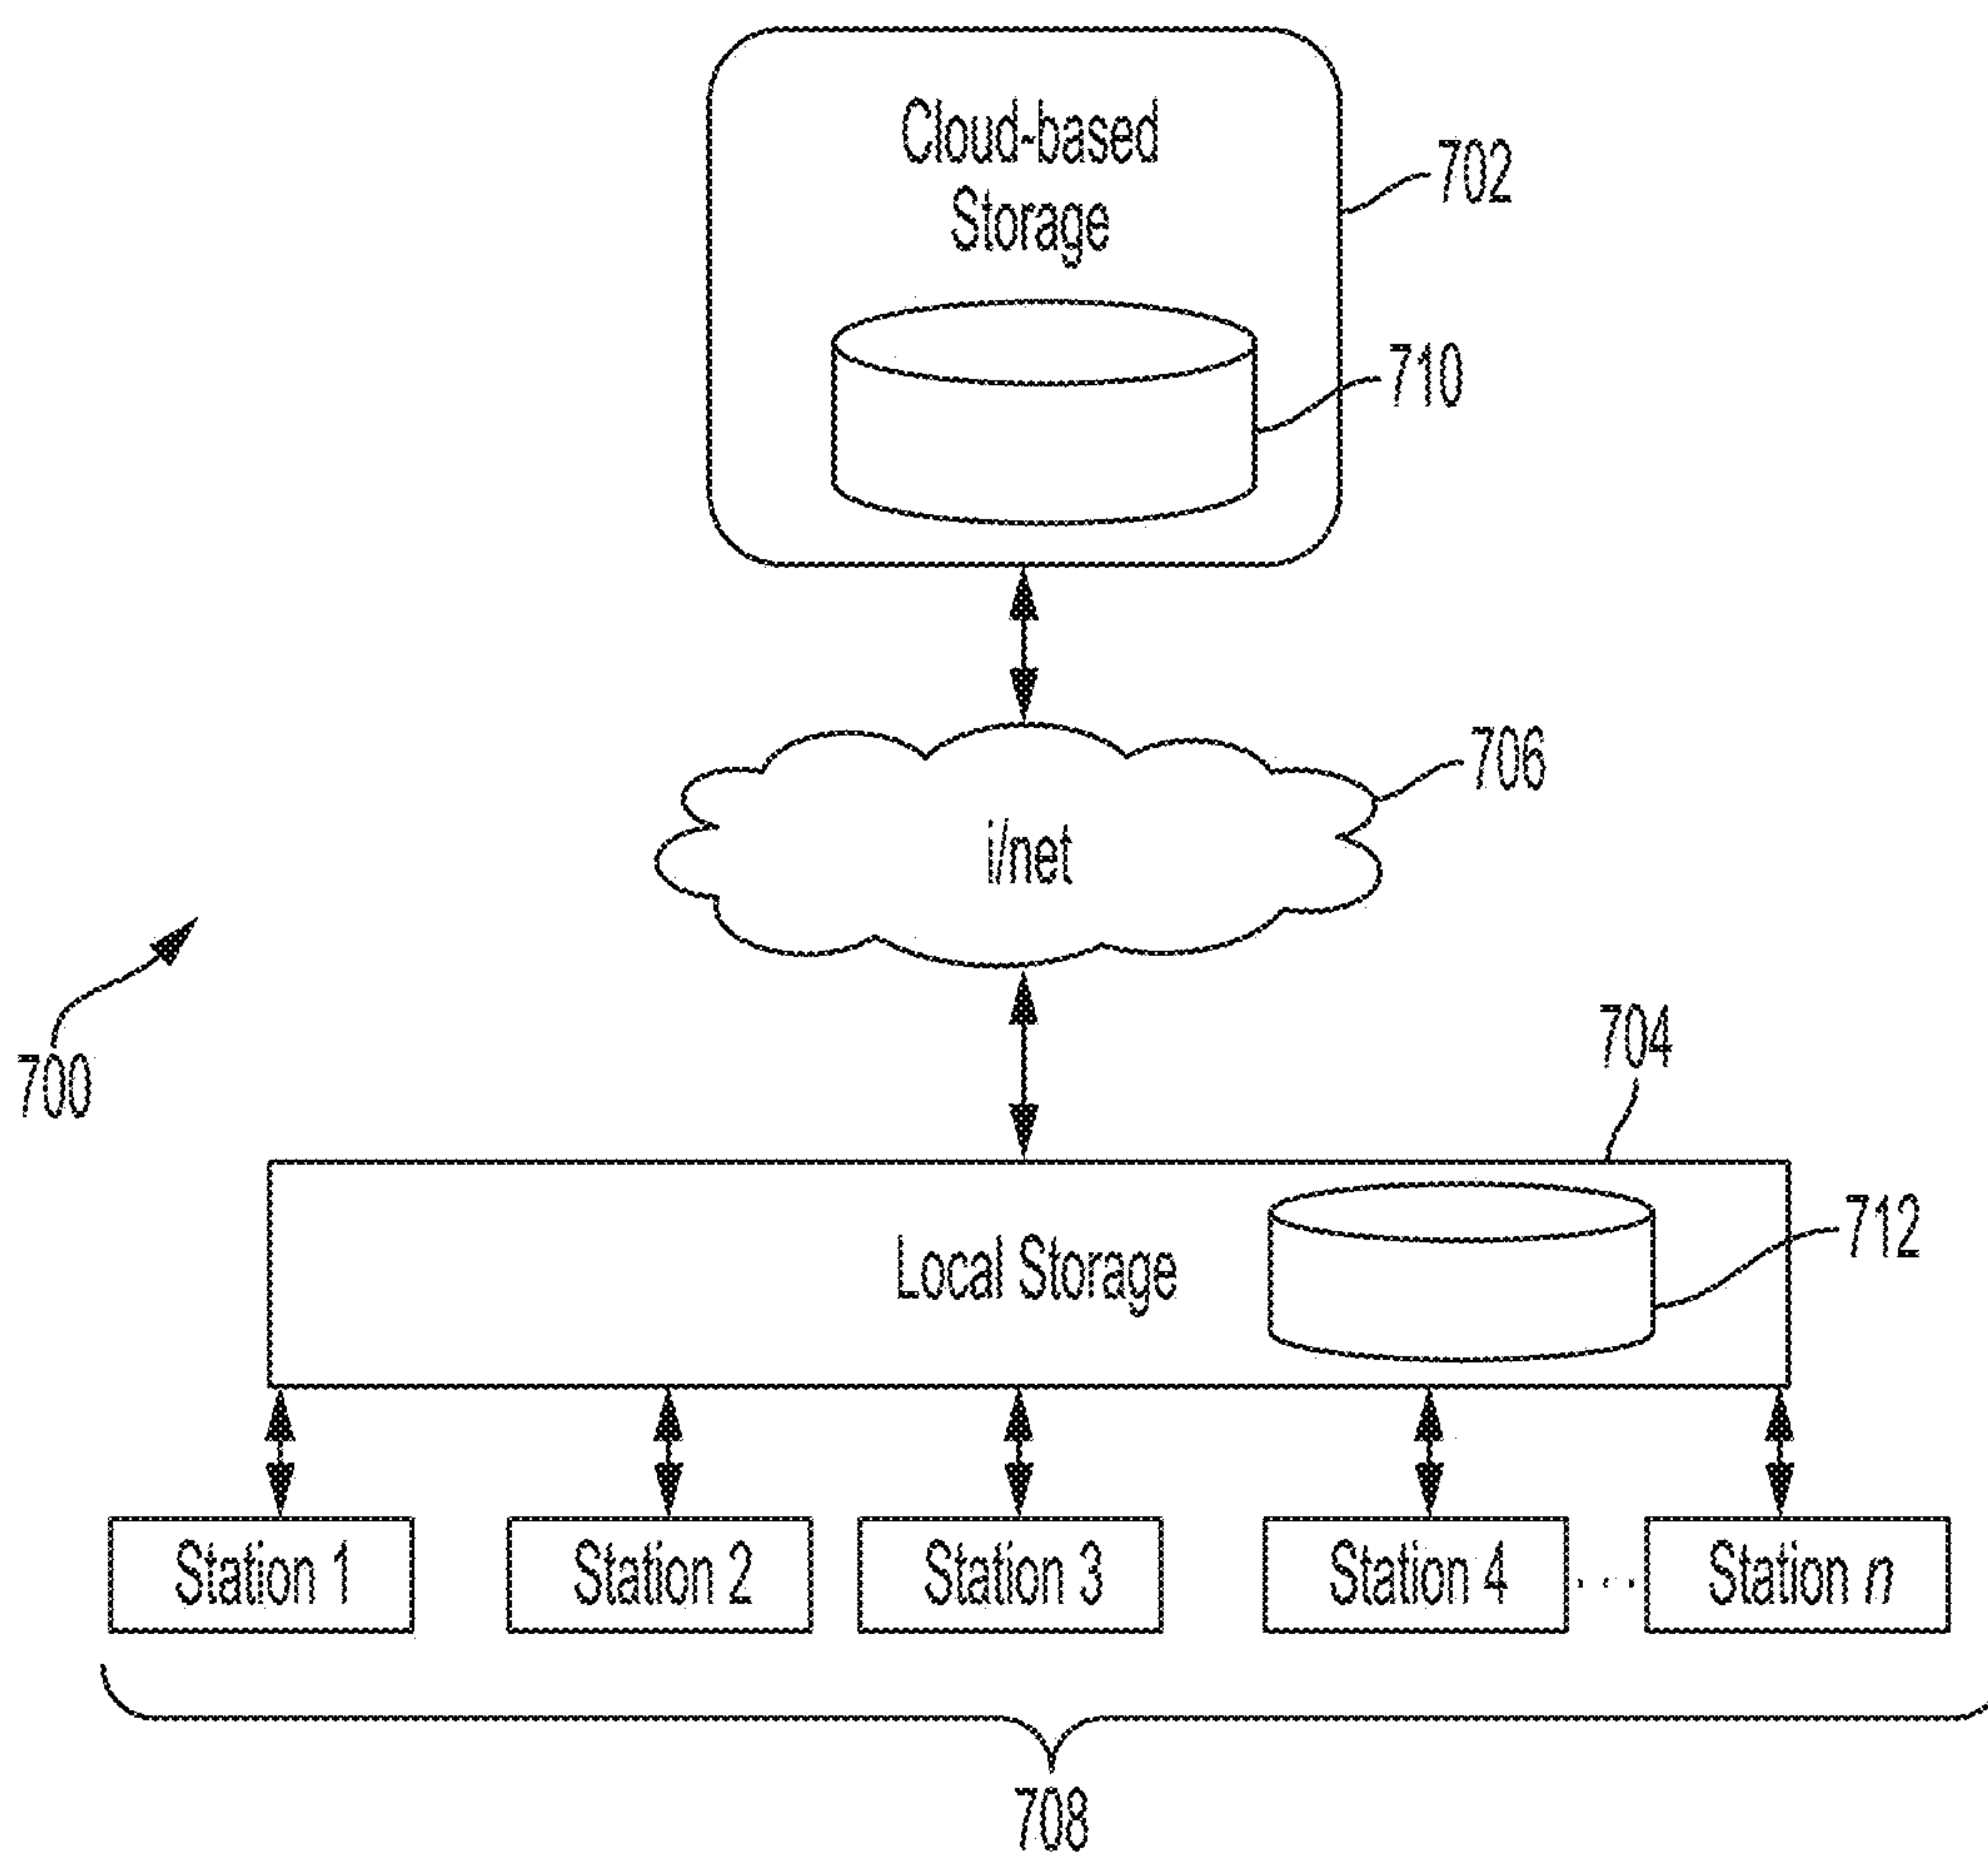 Cloud-based
Storage
702
710
706
i/net
700
704
712
Local Storage
Station 1
Station 2
Station 3
Station 4
...
Station n
708